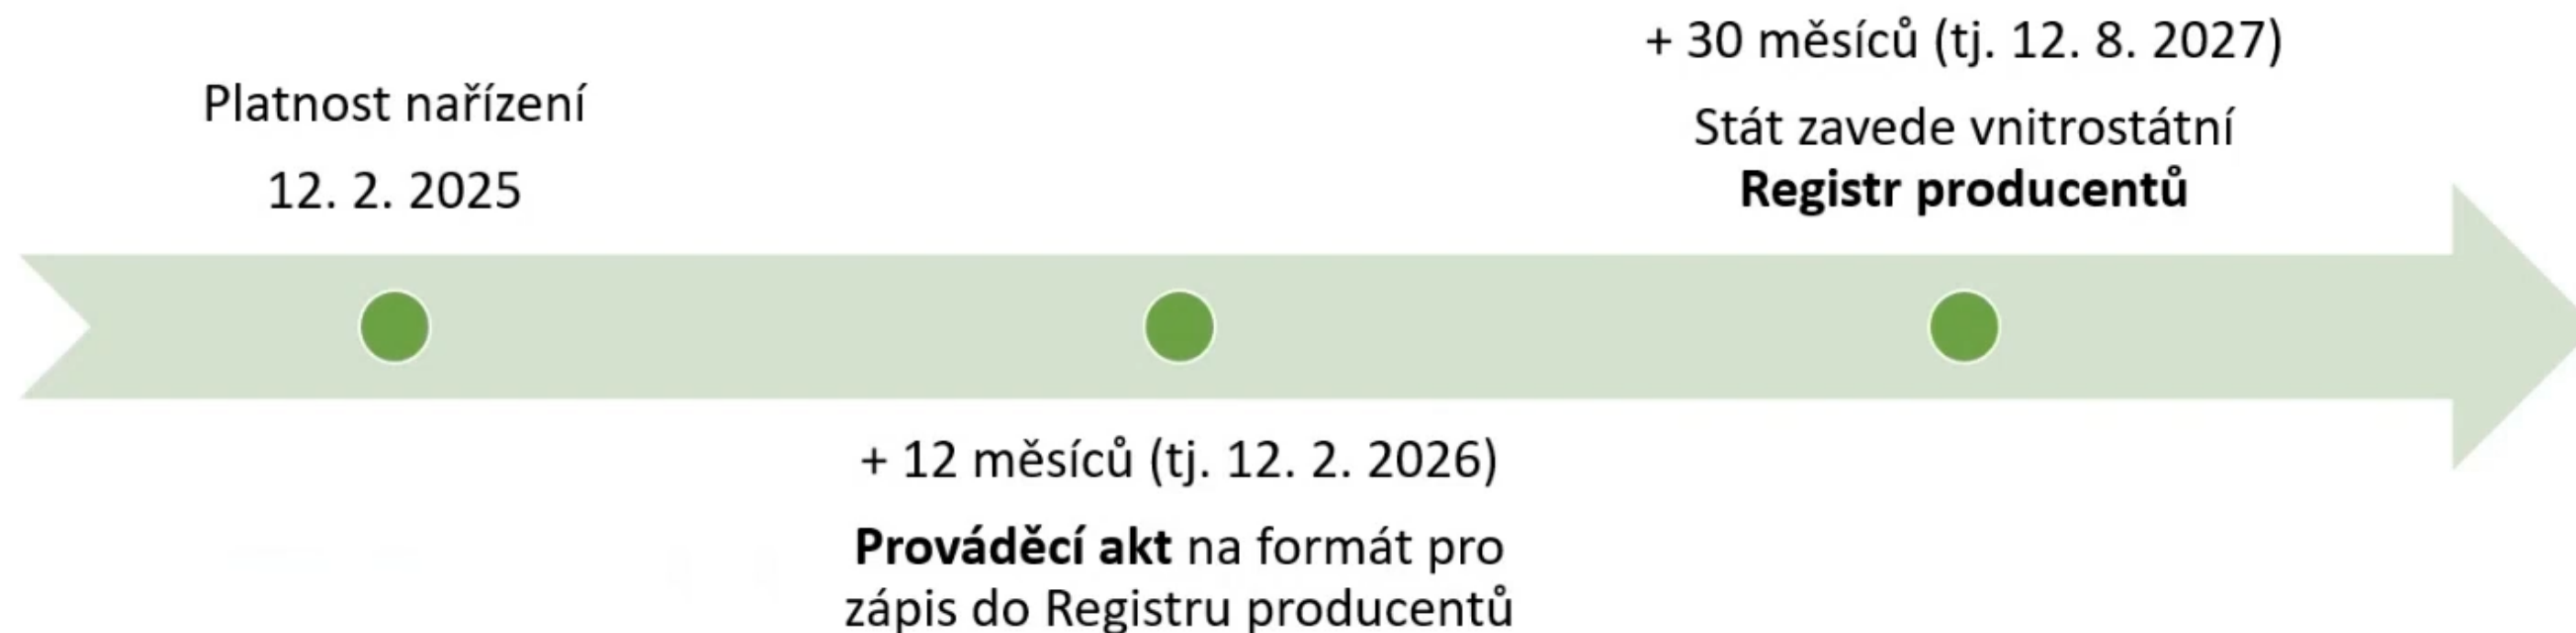 Platnost nařízení
12. 2. 2025
+ 12 měsíců (tj. 12. 2. 2026)
Prováděcí akt na formát pro
zápis do Registru producentů
+ 30 měsíců (tj. 12. 8. 2027)
Stát zavede vnitrostátní
Registr producentů